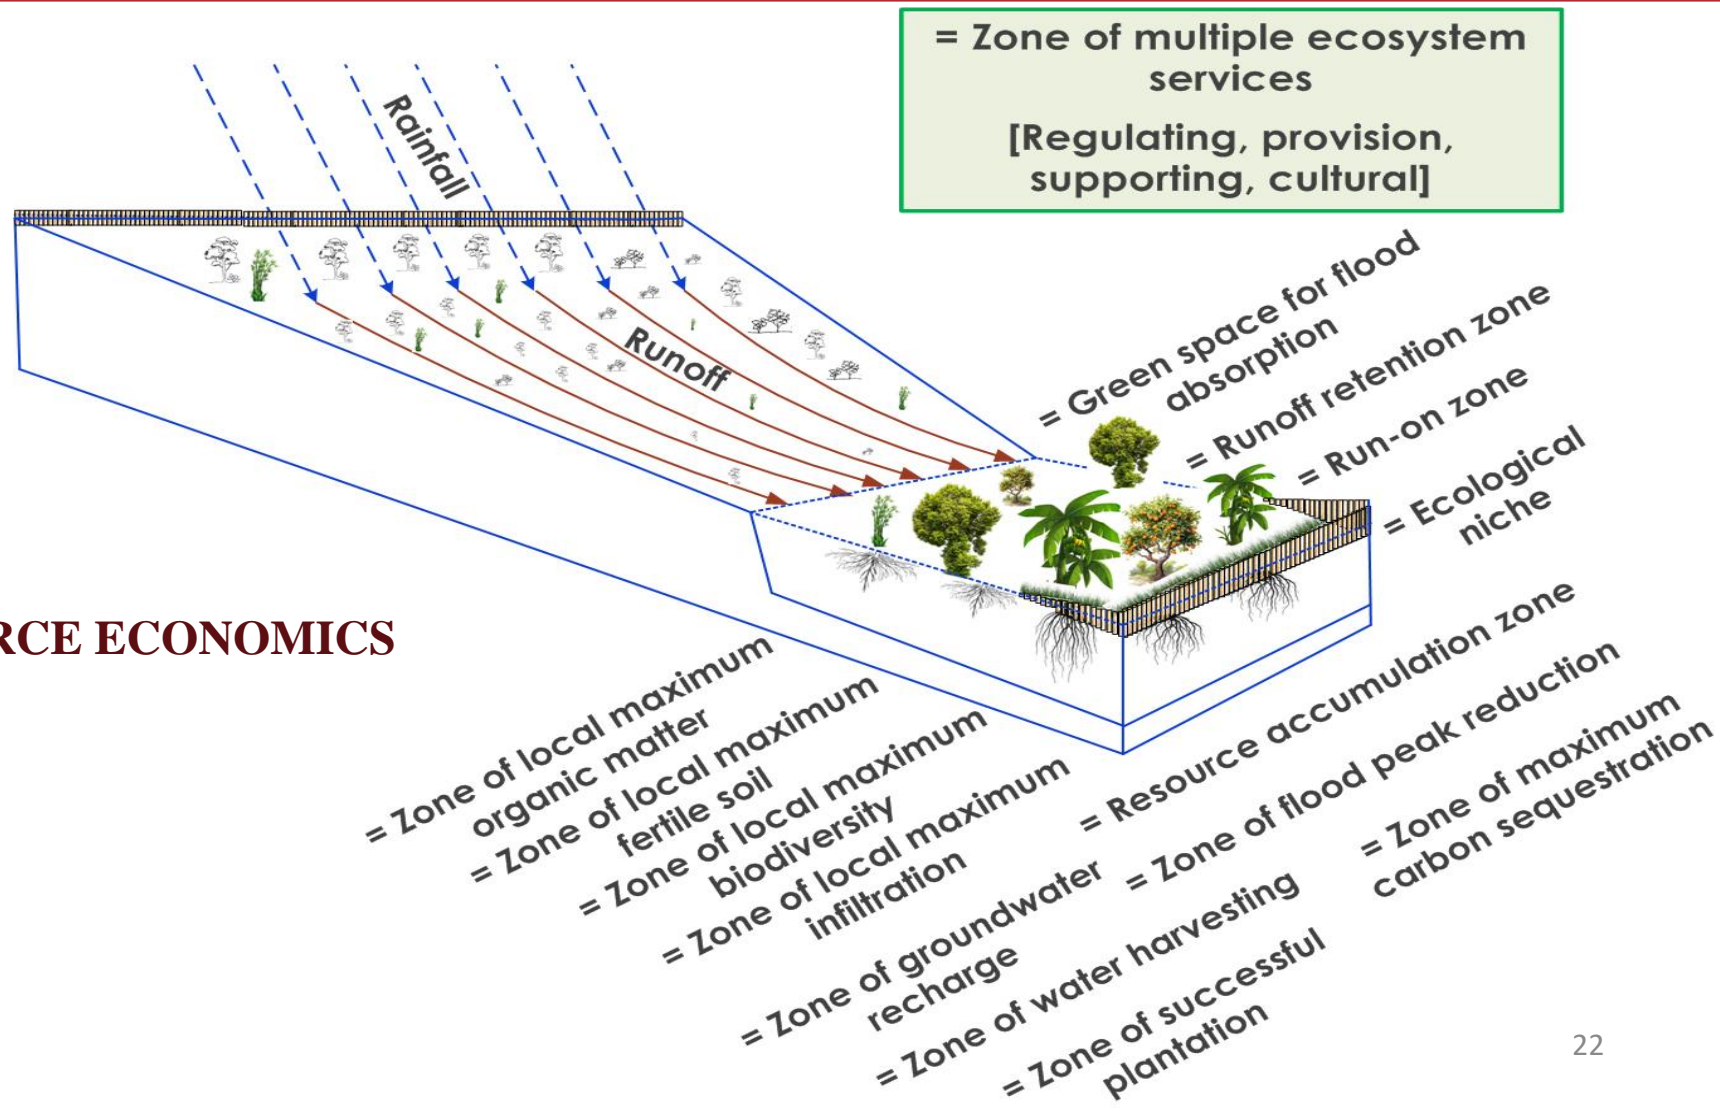 = Zone of multiple ecosystem
services
[Regulating, provision,
supporting, cultural]
Rainfall
Runoff
= Green space for flood
absorption
= Runoff retention zone
= Run-on zone
= Ecological
niche
RCE ECONOMICS
= Zone of local maximum
organic matter
= Zone of local maximum
fertile soil
= Zone of local maximum
biodiversity
= Zone of local maximum
infiltration
= Resource accumulation zone
= Zone of flood peak reduction
= Zone of maximum
carbon sequestration
= Zone of groundwater
recharge
= Zone of water harvesting
= Zone of successful
plantation
22